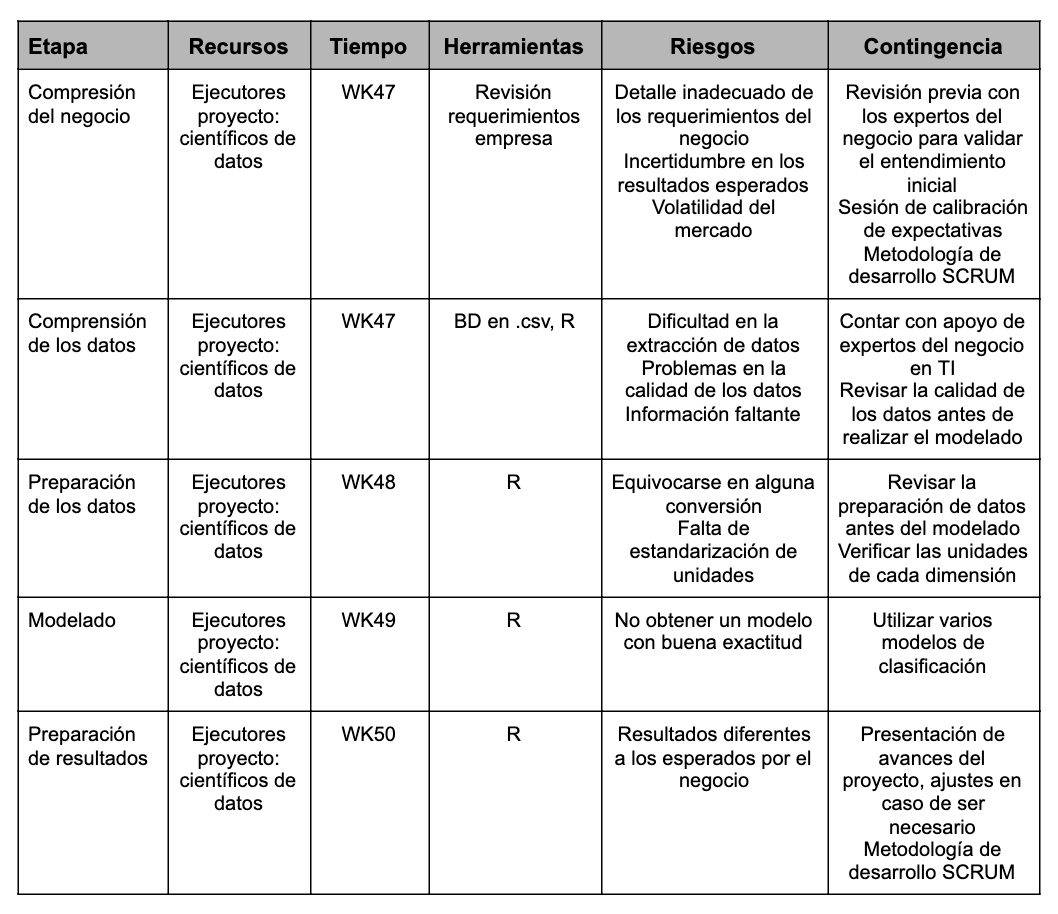 Etapa
Recursos
Tiempo
Herramientas
Riesgos
Contingencia
Compresión
del negocio
Ejecutores
proyecto:
científicos de
datos
WK47
Revisión
requerimientos
empresa
Detalle inadecuado de
los requerimientos del
negocio
Incertidumbre en los
resultados esperados
Volatilidad del
mercado
Revisión previa con
los expertos del
negocio para validar
el entendimiento
inicial
Sesión de calibración
de expectativas
Metodología de
desarrollo SCRUM
Comprensión
de los datos
Ejecutores
proyecto:
científicos de
datos
WK47
BD en .csv, R
Dificultad en la
extracción de datos
Problemas en la
calidad de los datos
Información faltante
Contar con apoyo de
expertos del negocio
en TI
Revisar la calidad de
los datos antes de
realizar el modelado
Preparación
de los datos
Ejecutores
proyecto:
científicos de
datos
WK48
R
Equivocarse en alguna
conversión
Falta de
estandarización de
unidades
Revisar la
preparación de datos
antes del modelado
Verificar las unidades
de cada dimensión
Modelado
Ejecutores
proyecto:
científicos de
datos
WK49
R
No obtener un modelo
con buena exactitud
Utilizar varios
modelos de
clasificación
Preparación
de resultados
Ejecutores
proyecto:
científicos de
datos
WK50
R
Resultados diferentes
a los esperados por el
negocio
Presentación de
avances del
proyecto, ajustes en
caso de ser
necesario
Metodología de
desarrollo SCRUM